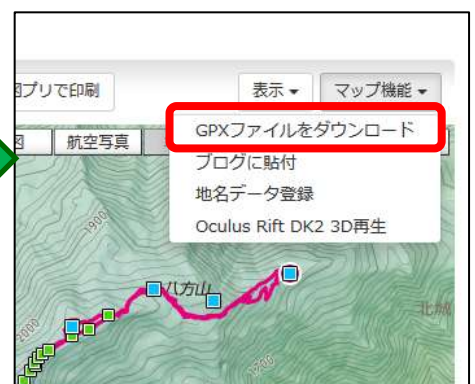 図プリで印刷
表示▼
マップ機能▼
GPXファイルをダウンロード
図
航空写真
ブログに貼付
地名データ登録
Oculus Rift DK2 3D再生
1900
八方山
北城
2000
1700